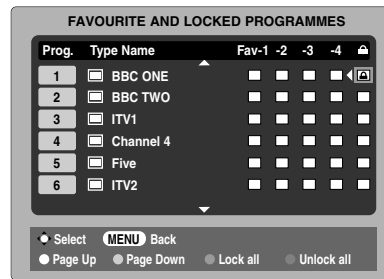 FAVOURITE AND LOCKED PROGRAMMES
Prog. Type Name Fav-1 -2 -3 -4
1 BBC ONE
2 BBC TWO
3 ITV1
4 Channel 4
5 Five
6 ITV2
Select MENU Back
Page Up Page Down Lock all Unlock all